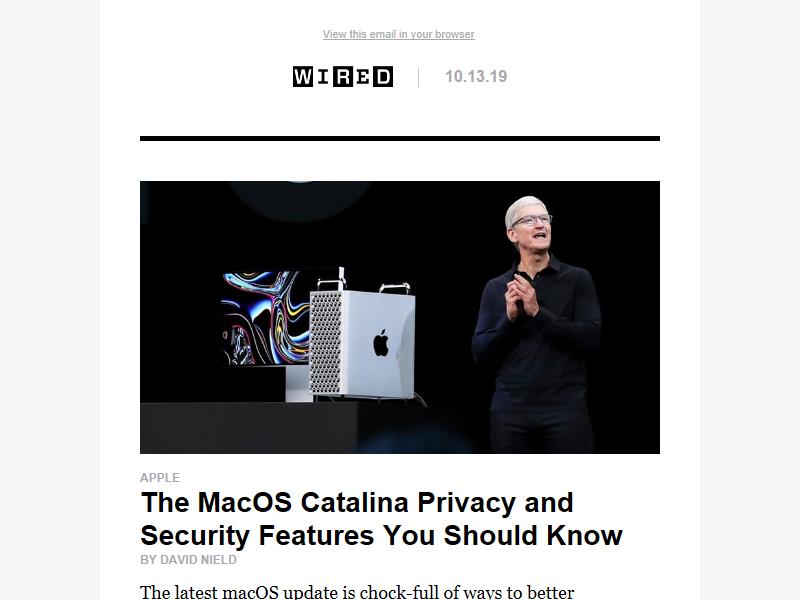 View this email in your browser
WIRED 10.13.19
APPLE
The MacOS Catalina Privacy and
Security Features You Should Know
BY DAVID NIELD
The latest macOS update is chock-full of ways to better